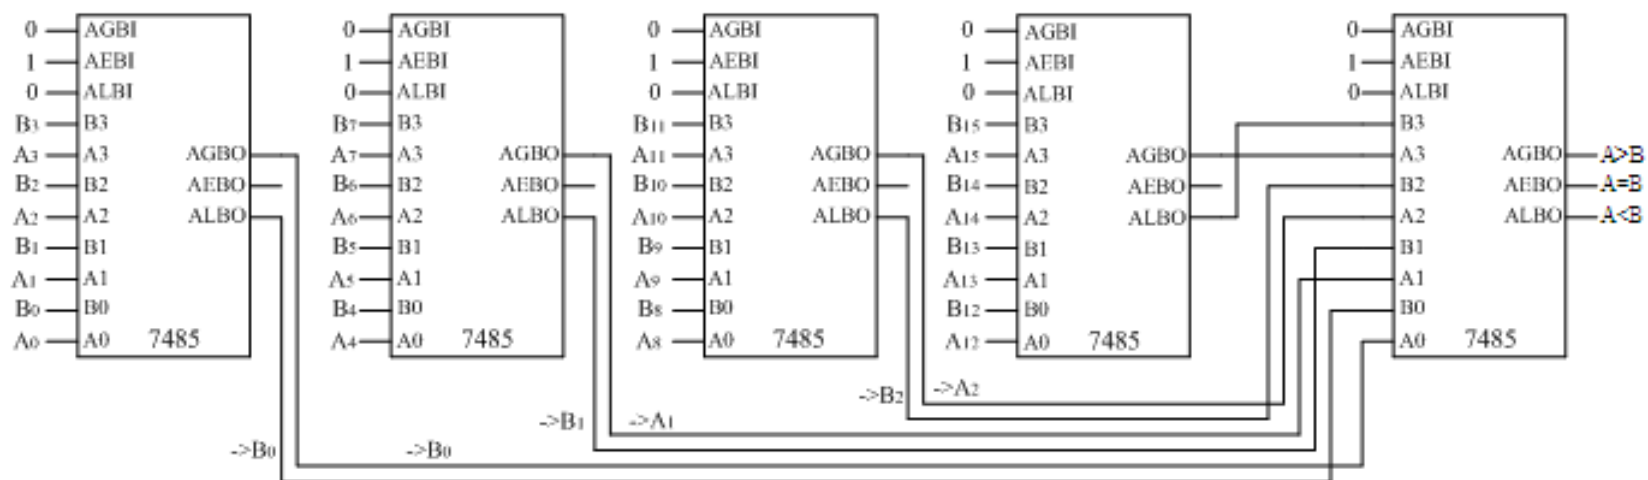 0 AGBI 0 AGBI 0 AGBI 0 AGBI 0 AGBI
1 AEBI 1 AEBI 1 AEBI 1 AEBI 1 AEBI
0 ALBI 0 ALBI 0 ALBI 0 ALBI 0 ALBI
B3 B3 B7 B3 B11 B3 B15 B3 B3
A3 A3 AGBO A7 A3 AGBO A11 A3 AGBO A15 A3 AGBO A3 AGBO A>B
B2 B2 AEBO B6 B2 AEBO B10 B2 AEBO B14 B2 AEBO B2 AEBO A=B
A2 A2 ALBO A6 A2 ALBO A10 A2 ALBO A14 A2 ALBO A2 ALBO A<B
B1 B1 B5 B1 B9 B1 B13 B1 B1
A1 A1 A5 A1 A9 A1 A13 A1 A1
B0 B0 B4 B0 B8 B0 B12 B0 B0
A0 A0 7485 A4 A0 7485 A8 A0 7485 A12 A0 7485 A0 7485
->B2 ->A2
->B1 ->A1
->B0 ->B0